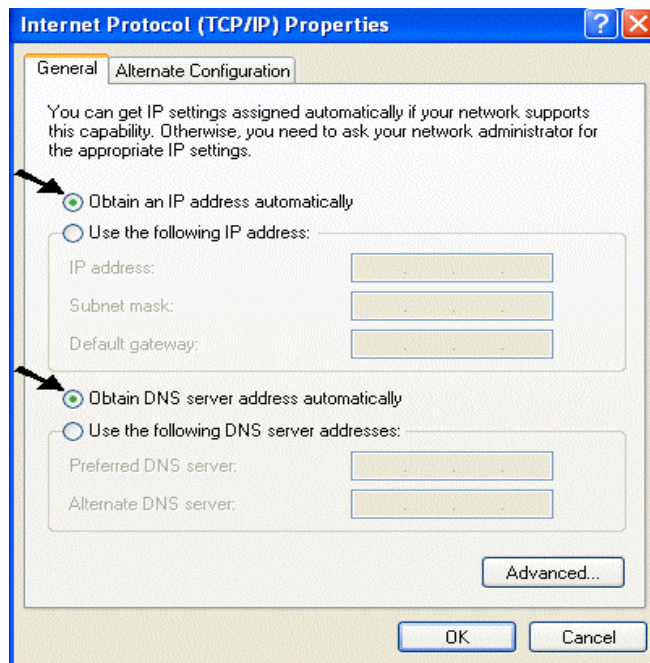 Internet Protocol (TCP/IP) Properties
General
Alternate Configuration
You can get IP settings assigned automatically if your network supports
this capability. Otherwise, you need to ask your network administrator for
the appropriate IP settings.
Obtain an IP address automatically
Use the following IP address:
IP address:
Subnet mask:
Default gateway:
Obtain DNS server address automatically
Use the following DNS server addresses:
Preferred DNS server:
Alternate DNS server:
Advanced...
OK
Cancel